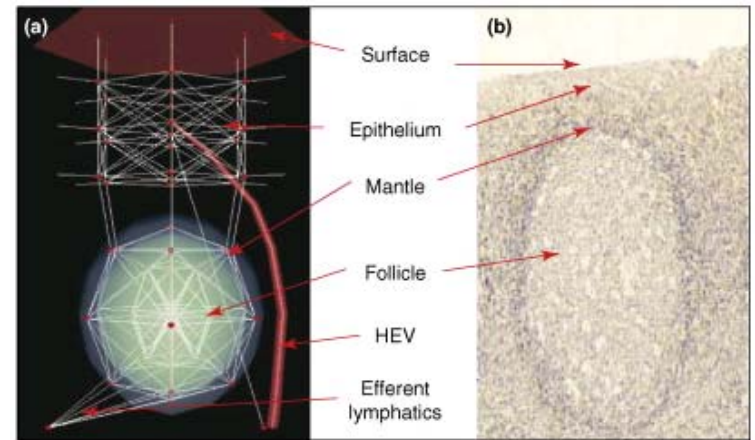 (a)
(b)
Surface
Epithelium
Mantle
Follicle
HEV
Efferent
lymphatics